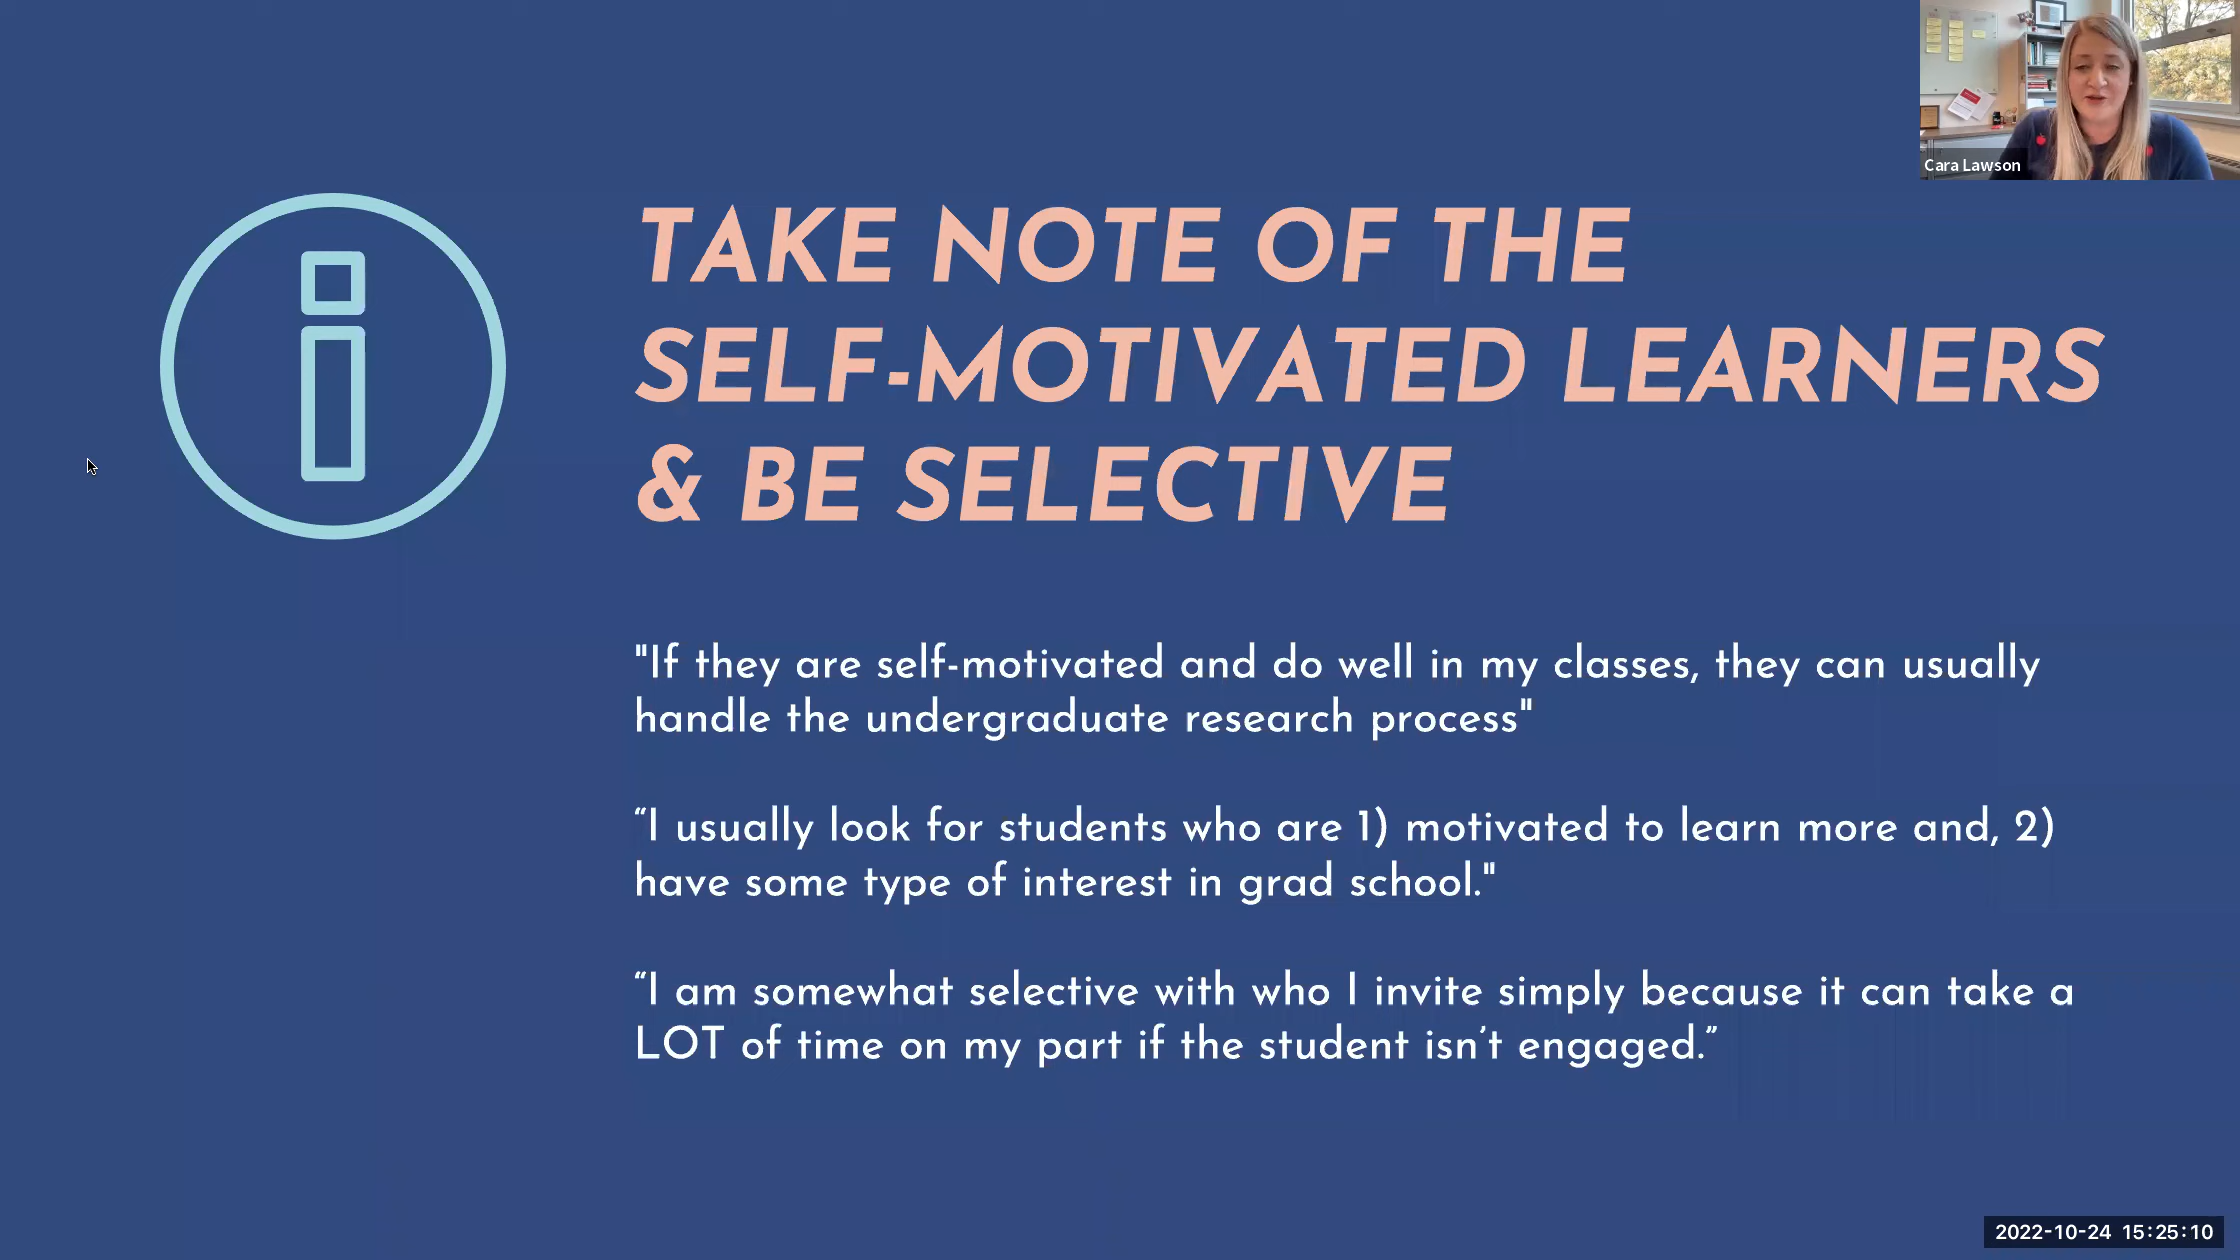 Cara Lawson
TAKE NOTE OF THE
SELF-MOTIVATED LEARNERS
& BE SELECTIVE
"If they are self-motivated and do well in my classes, they can usually
handle the undergraduate research process"
“I usually look for students who are 1) motivated to learn more and, 2)
have some type of interest in grad school."
“I am somewhat selective with who I invite simply because it can take a
LOT of time on my part if the student isn’t engaged.”
2022-10-24 15:25:10